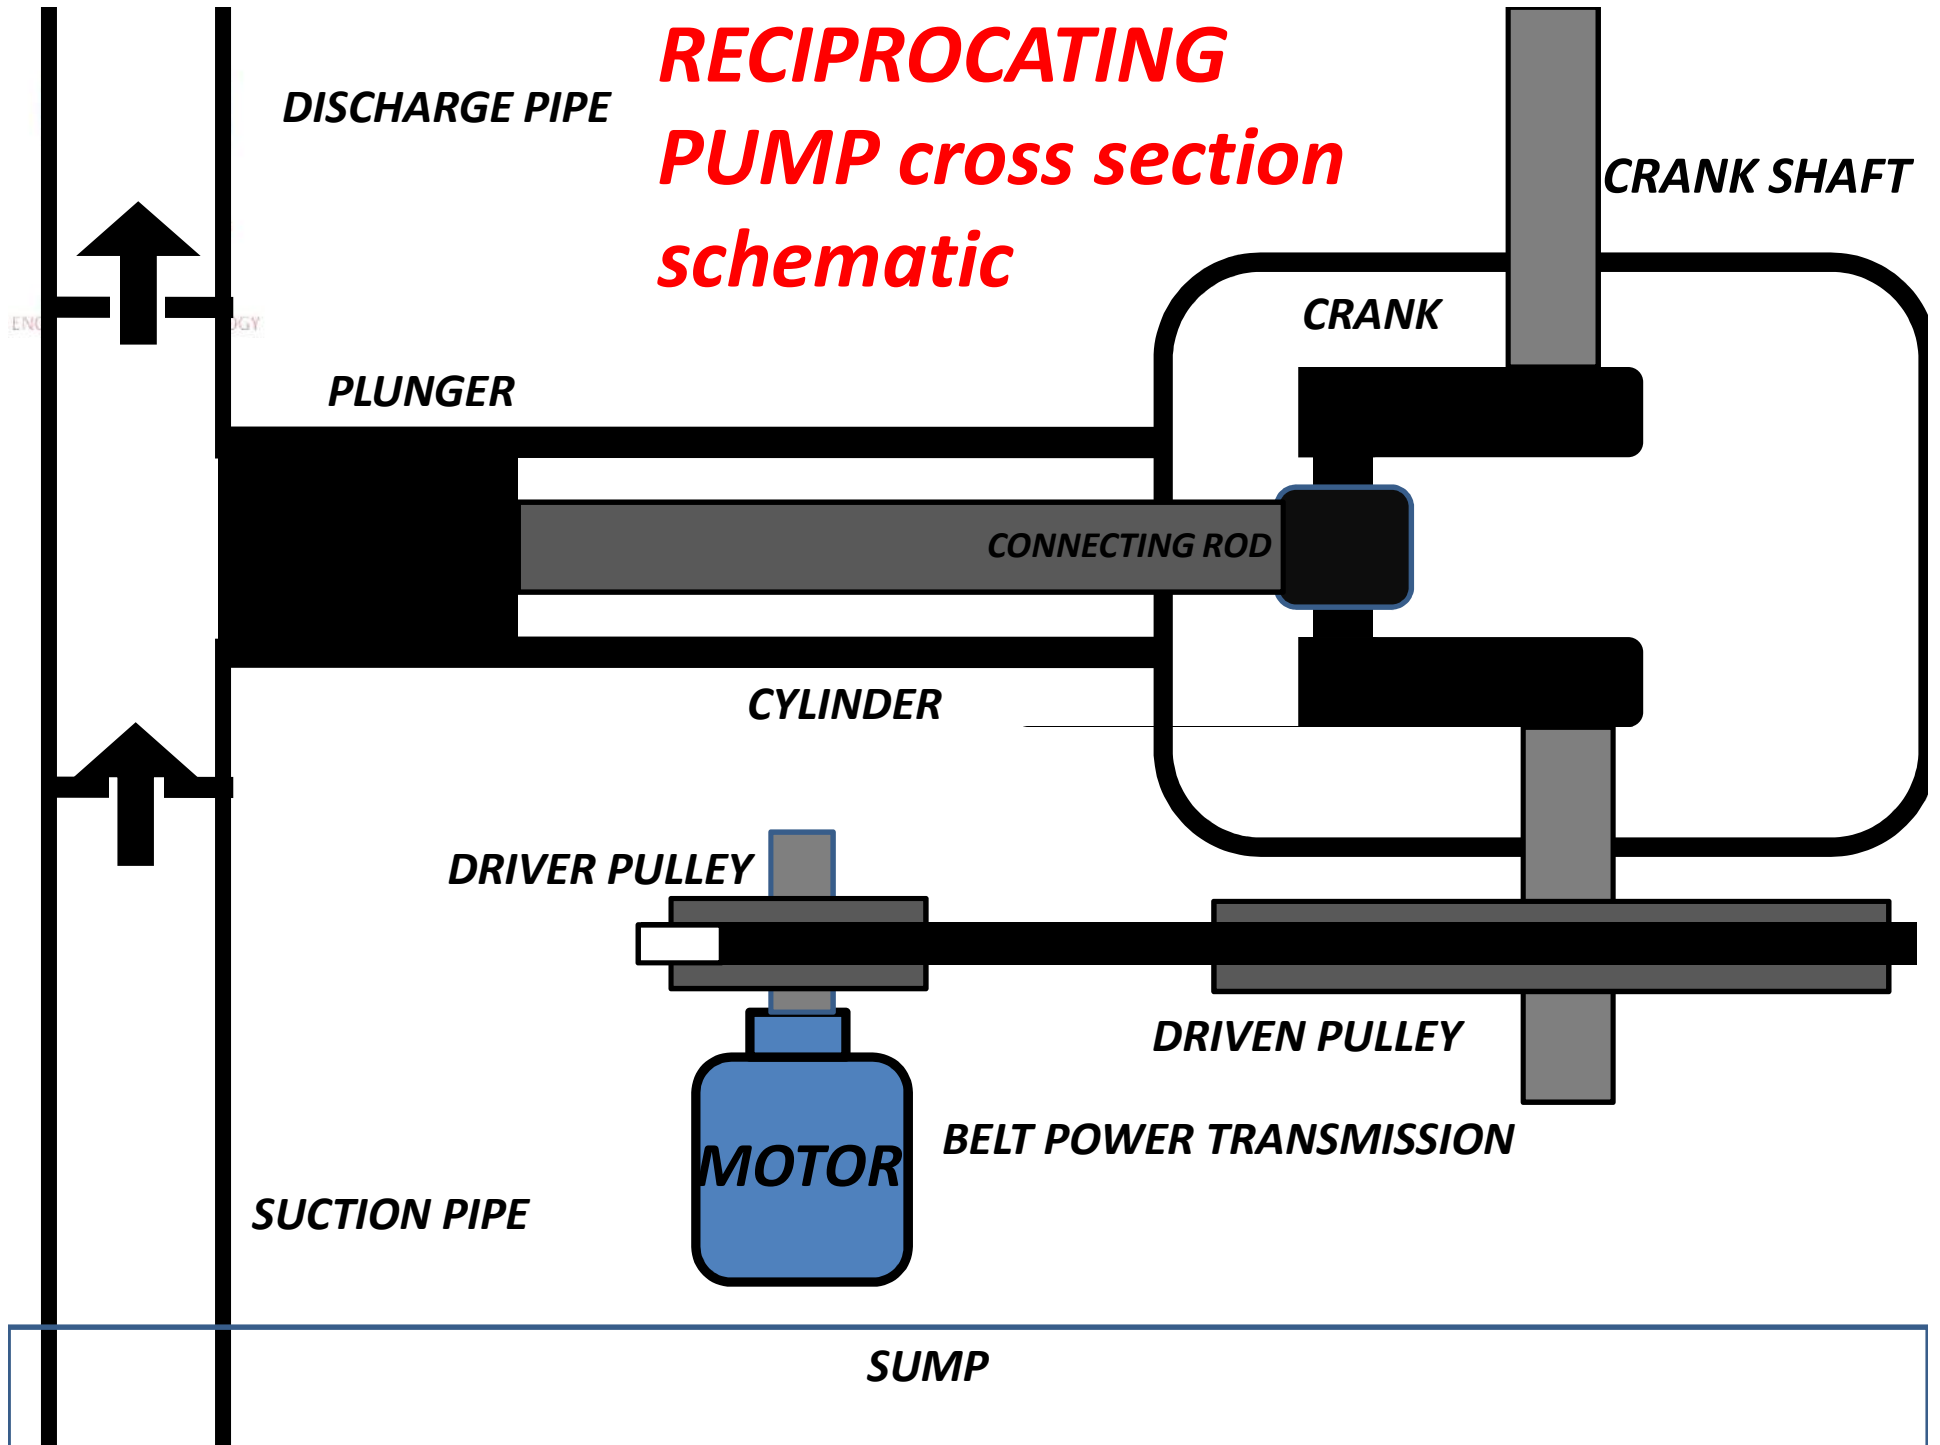 RECIPROCATING
PUMP cross section
schematic
DISCHARGE PIPE
CRANK SHAFT
CRANK
PLUNGER
CONNECTING ROD
CYLINDER
DRIVER PULLEY
DRIVEN PULLEY
BELT POWER TRANSMISSION
MOTOR
SUCTION PIPE
SUMP